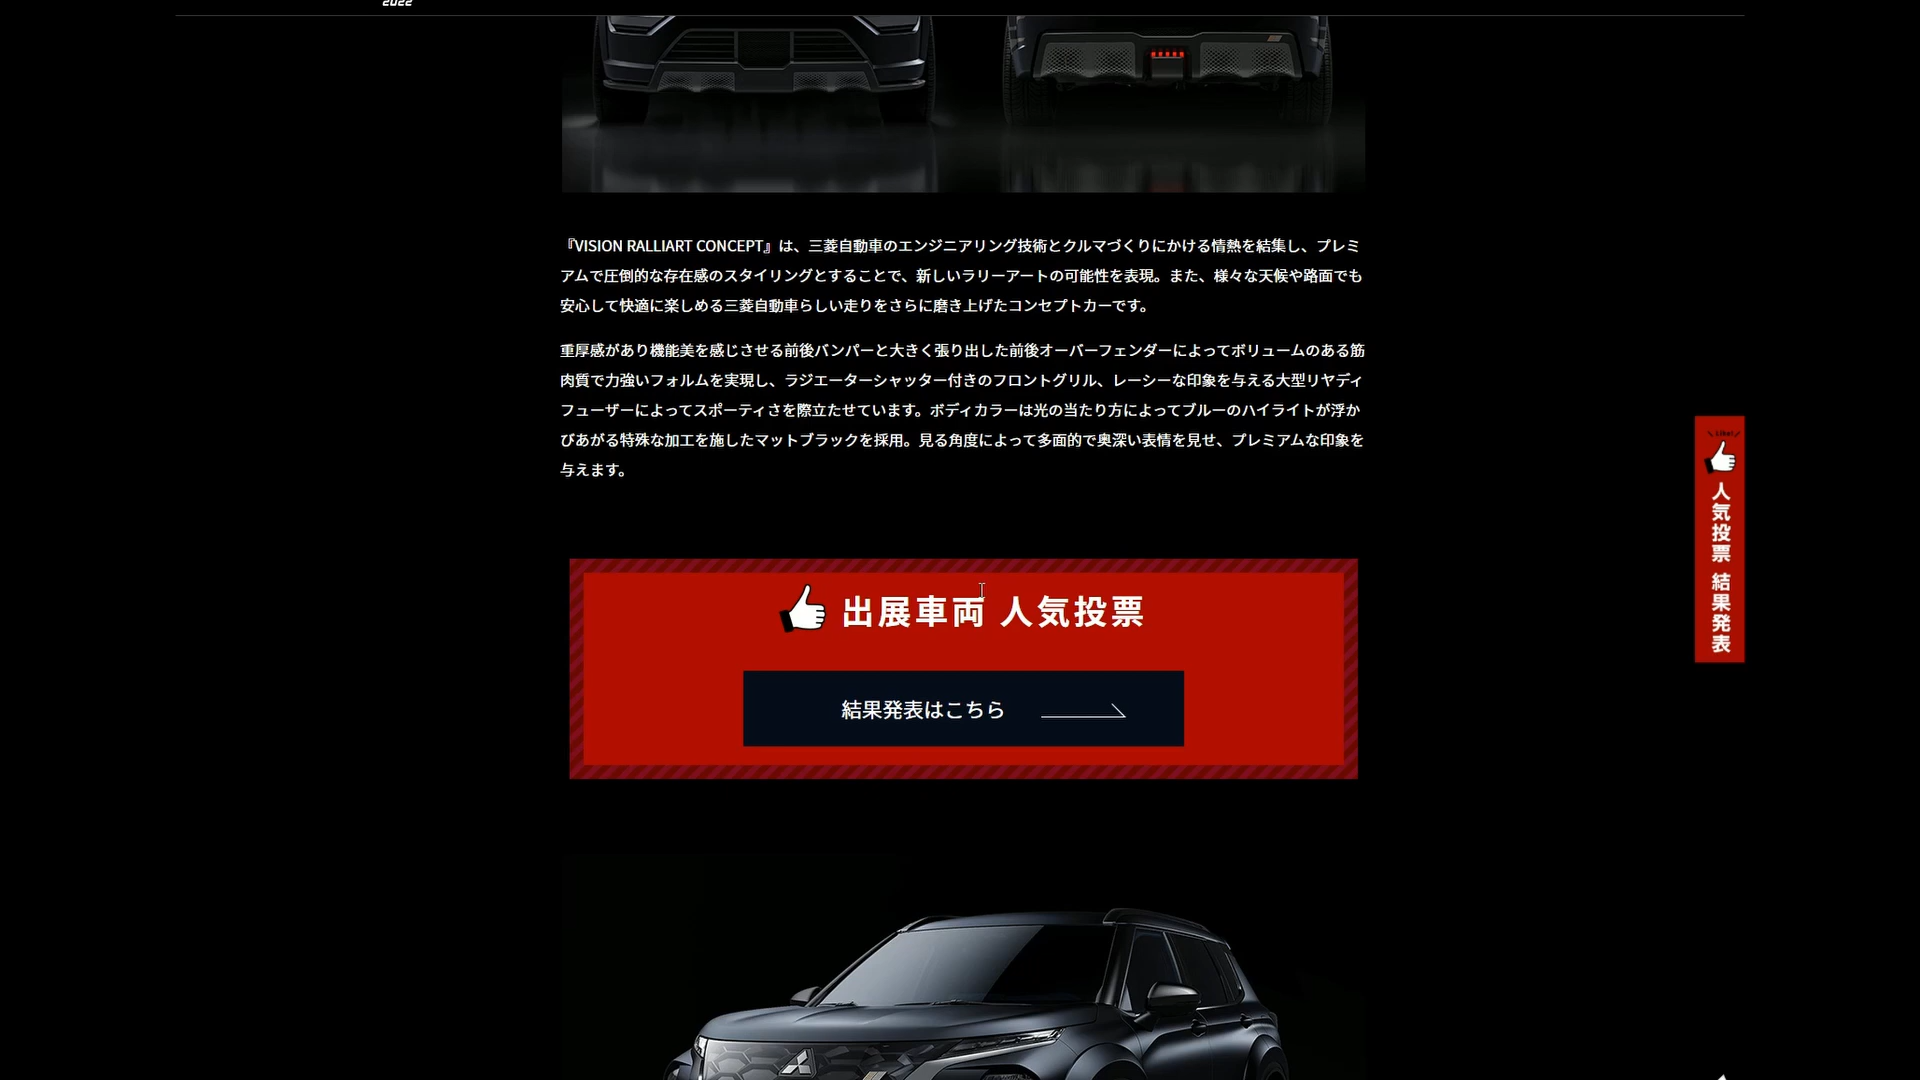 2022
『VISION RALLIART CONCEPT』は、三菱自動車のエンジニアリング技術とクルマづくりにかける情熱を結集し、プレミ
アムで圧倒的な存在感のスタイリングとすることで、新しいラリーアートの可能性を表現。また、様々な天候や路面でも
安心して快適に楽しめる三菱自動車らしい走りをさらに磨き上げたコンセプトカーです。
重厚感があり機能美を感じさせる前後バンパーと大きく張り出した前後オーバーフェンダーによってボリュームのある筋
肉質で力強いフォルムを実現し、ラジエーターシャッター付きのフロントグリル、レーシーな印象を与える大型リヤディ
フューザーによってスポーティさを際立たせています。ボディカラーは光の当たり方によってブルーのハイライトが浮か
びあがる特殊な加工を施したマットブラックを採用。見る角度によって多面的で奥深い表情を見せ、プレミアムな印象を
与えます。
出展車両 人気投票
結果発表はこちら
Like!
人気投票 結果発表